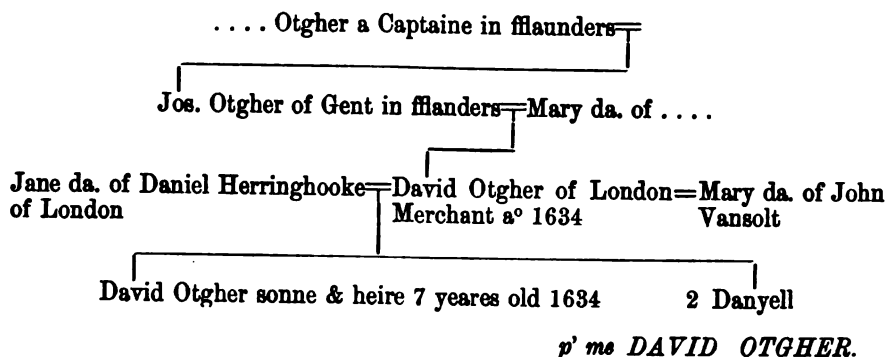 .... Otgher a Captaine in fflaunders=
Jos. Otgher of Gent in fflanders=Mary da. of ....
Jane da. of Daniel Herringhooke=David Otgher of London=Mary da. of John
of London Merchant aº 1634 Vansolt
David Otgher sonne & heire 7 yeares old 1634 2 Danyell
p' me DAVID OTGHER.